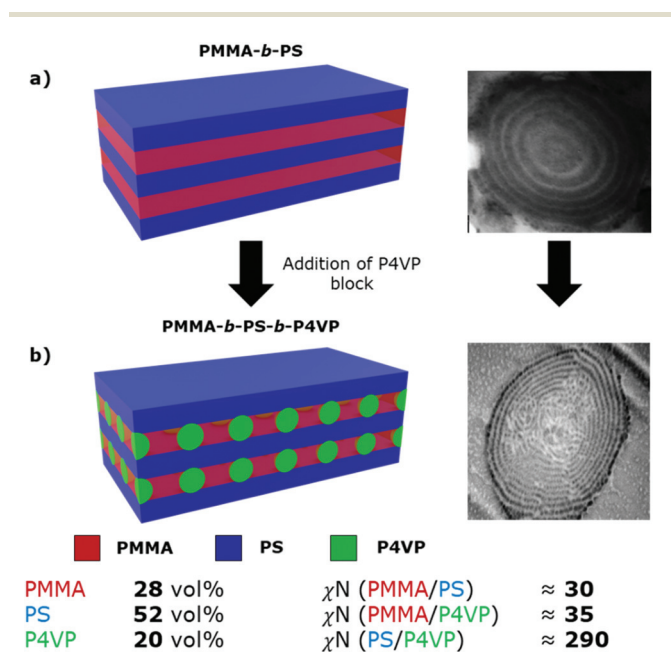 PMMA-b-PS
a)
Addition of P4VP
block
PMMA-b-PS-b-P4VP
b)
PMMA PS P4VP
PMMA 28 vol% χN (PMMA/PS) ≈ 30
PS 52 vol% χN (PMMA/P4VP) ≈ 35
P4VP 20 vol% χN (PS/P4VP) ≈ 290